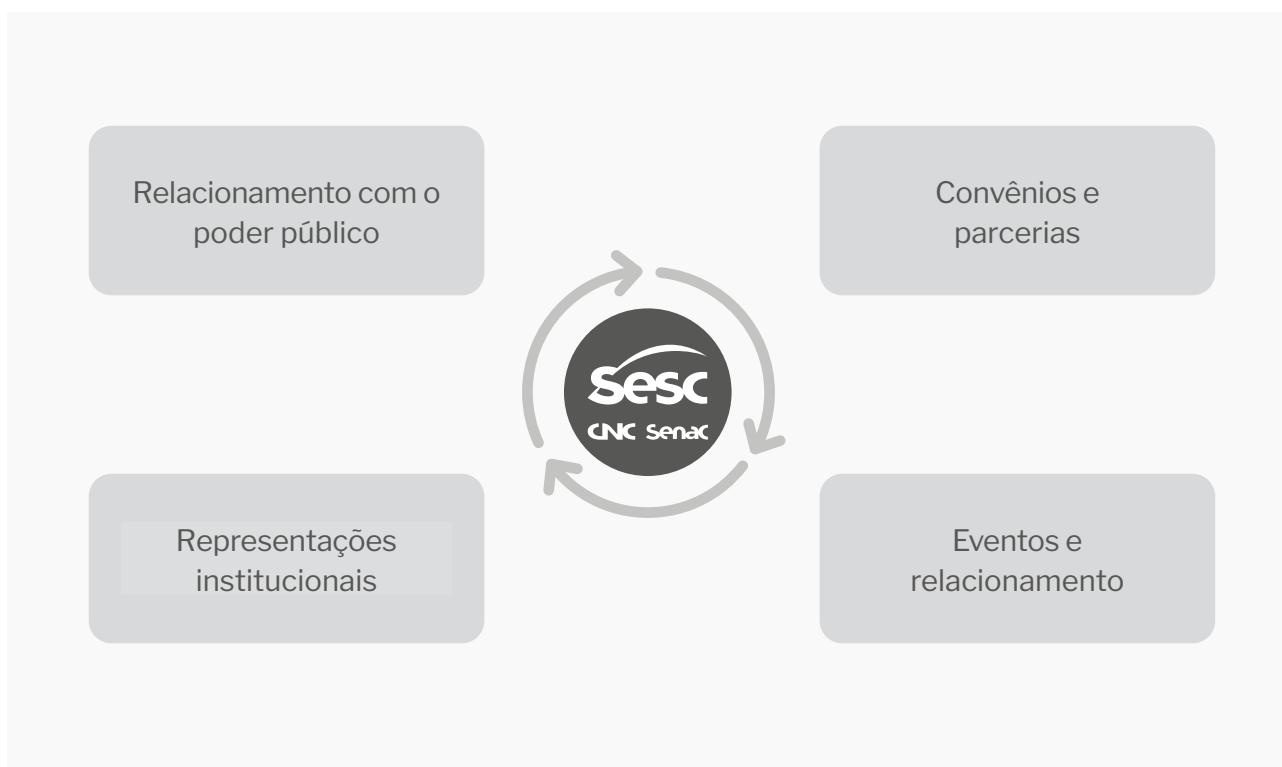 Relacionamento com o
poder público
Convênios e
parcerias
Sesc
CNC Senac
Representações
institucionais
Eventos e
relacionamento